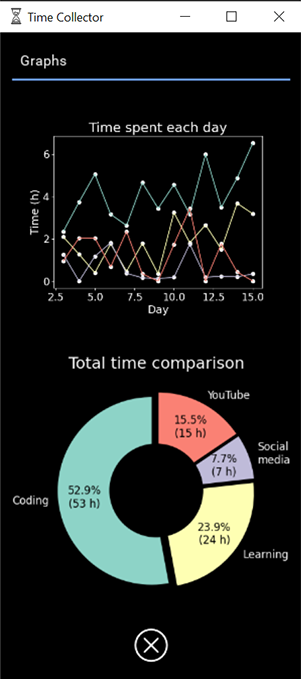 Time Collector
Graphs
Time spent each day
Time (h)
6
4
2
0
2.5 5.0 7.5 10.0 12.5 15.0
Day
Total time comparison
YouTube
15.5%
(15 h)
Social
media
7.7%
(7 h)
Coding
52.9%
(53 h)
23.9%
(24 h)
Learning